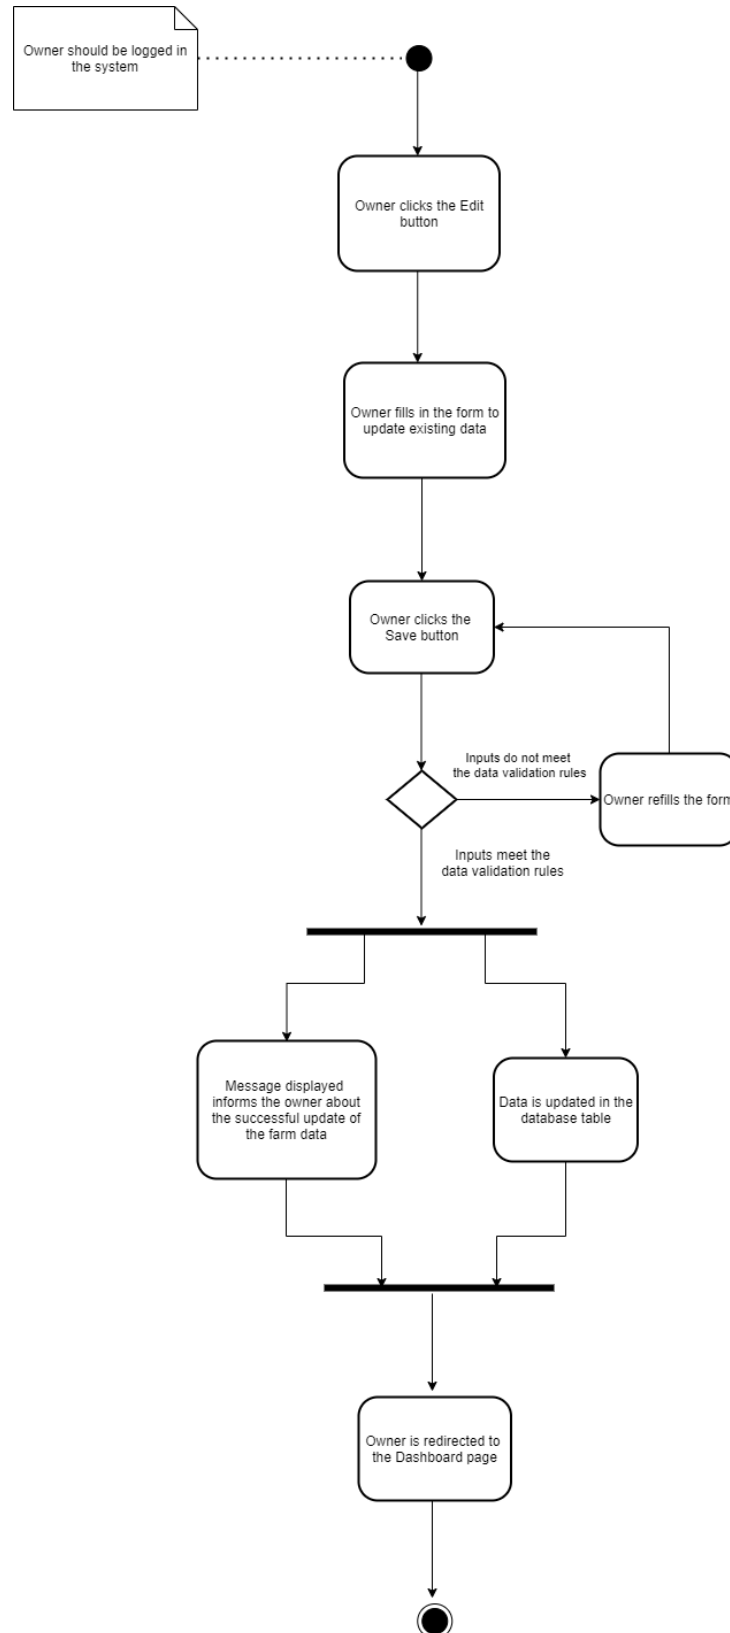 Owner should be logged in
the system
Owner clicks the Edit
button
Owner fills in the form to
update existing data
Owner clicks the
Save button
Inputs do not meet
the data validation rules
Owner refills the form
Inputs meet the
data validation rules
Message displayed
informs the owner about
the successful update of
the farm data
Data is updated in the
database table
Owner is redirected to
the Dashboard page